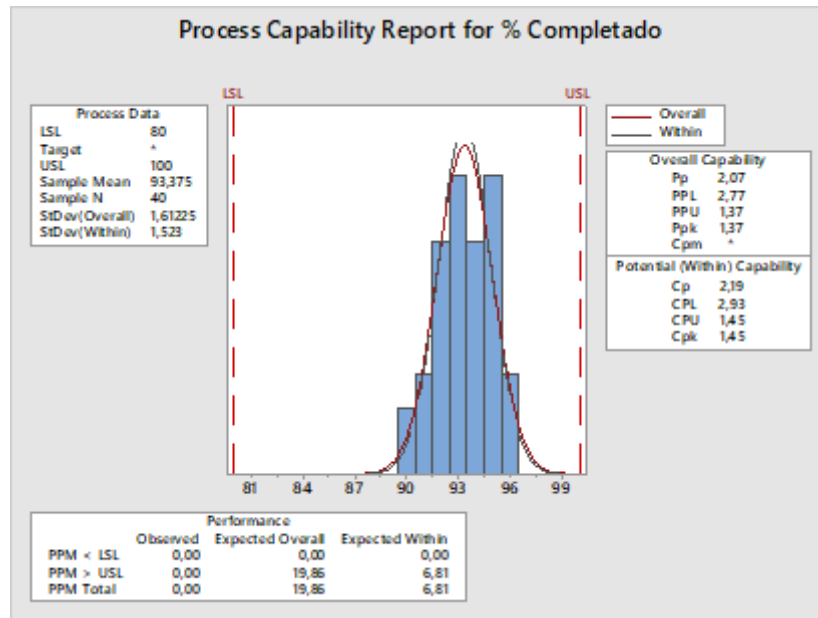 Process Capability Report for % Completado
LSL
USL
Process Data
LSL 80
Target *
USL 100
Sample Mean 93,375
Sample N 40
StDev(Overall) 1,61225
StDev(Within) 1,523
Overall
Within
Overall Capability
Pp 2,07
PPL 2,77
PPU 1,37
Ppk 1,37
Cpm *
Potential (Within) Capability
Cp 2,19
CPL 2,93
CPU 1,45
Cpk 1,45
81 84 87 90 93 96 99
Performance
Observed Expected Overall Expected Within
PPM < LSL 0,00 0,00 0,00
PPM > USL 0,00 19,86 6,81
PPM Total 0,00 19,86 6,81